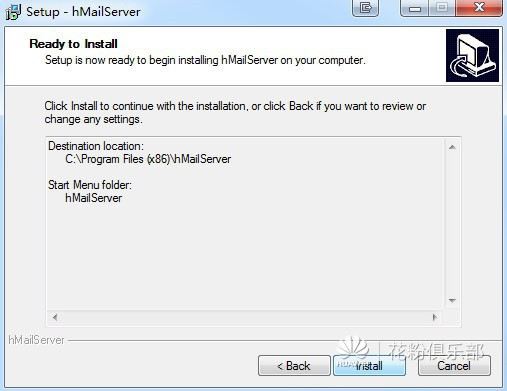 Setup - hMailServer
Ready to Install
Setup is now ready to begin installing hMailServer on your computer.
Click Install to continue with the installation, or click Back if you want to review or
change any settings.
Destination location:
C:\Program Files (x86)\hMailServer
Start Menu folder:
hMailServer
hMailServer
< Back
Install
Cancel
HUAWEI
花粉俱乐部